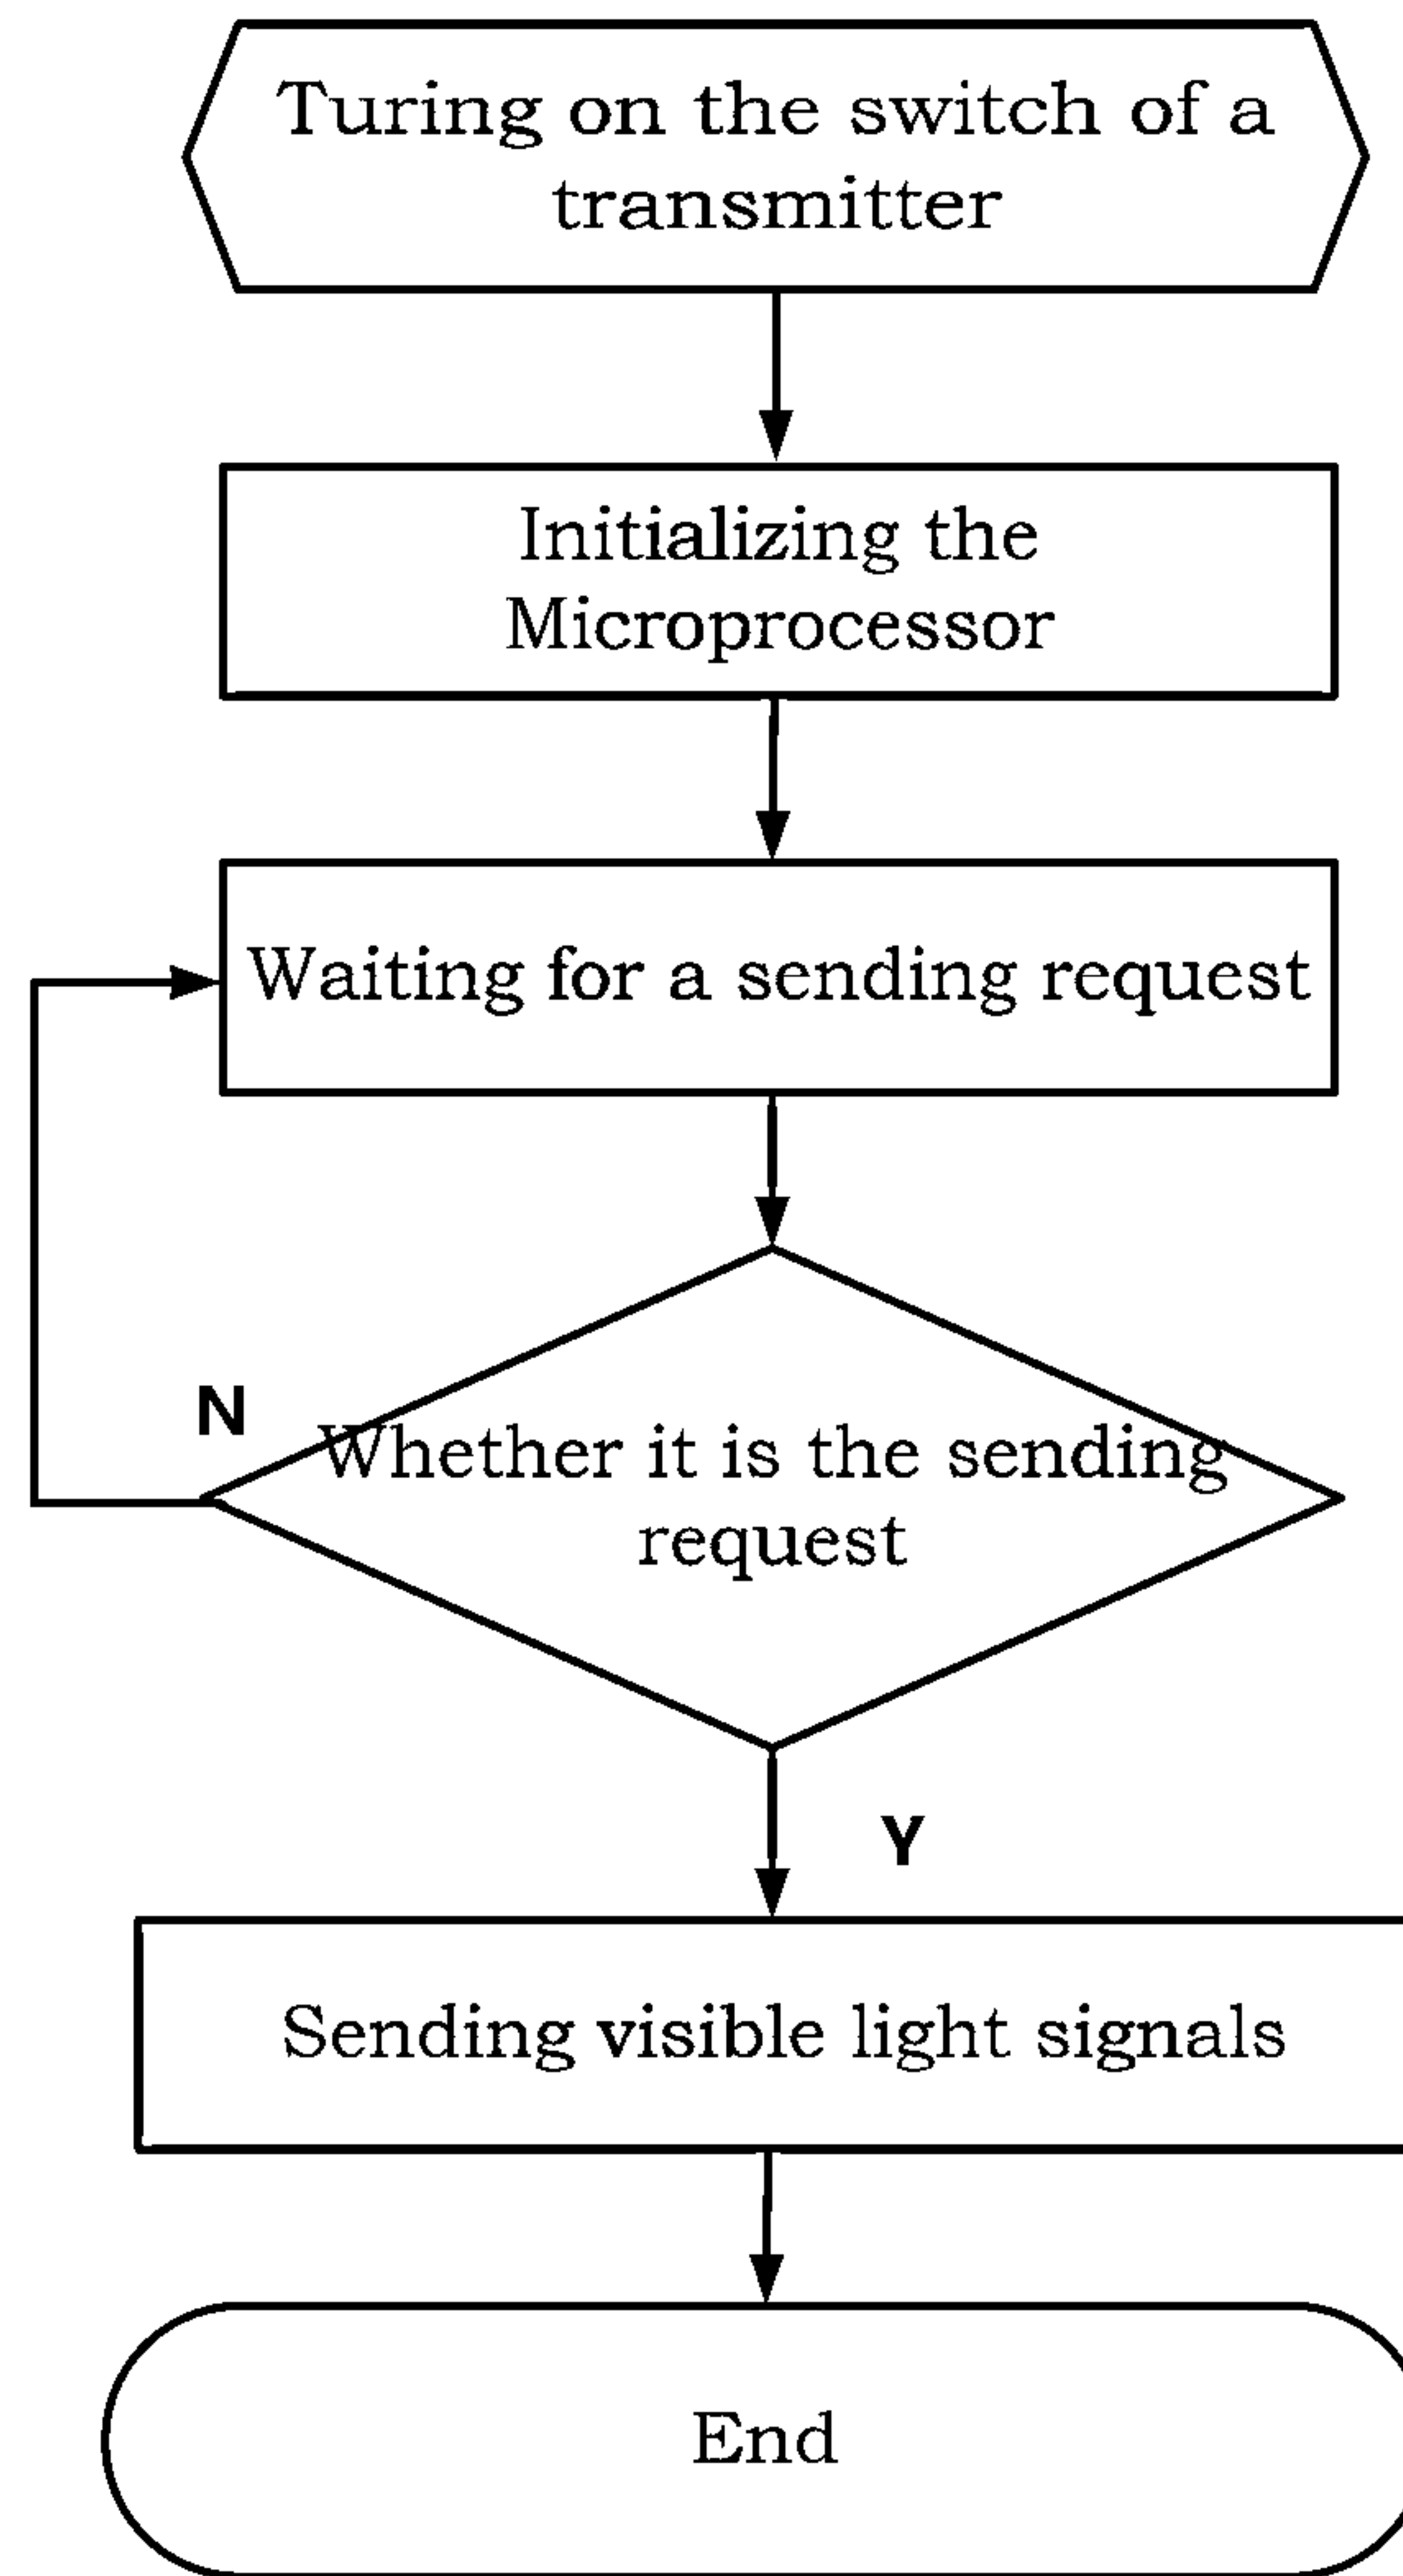 Turing on the switch of a
transmitter
Initializing the
Microprocessor
Waiting for a sending request
N
Whether it is the sending
request
Y
Sending visible light signals
End